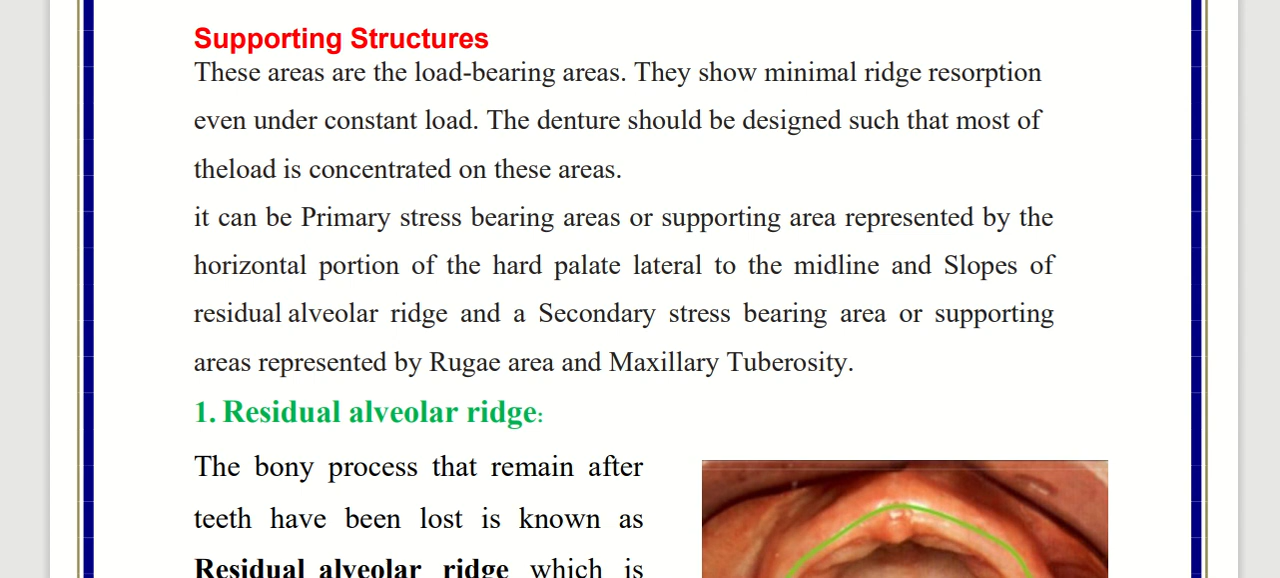 Supporting Structures
These areas are the load-bearing areas. They show minimal ridge resorption
even under constant load. The denture should be designed such that most of
theload is concentrated on these areas.
it can be Primary stress bearing areas or supporting area represented by the
horizontal portion of the hard palate lateral to the midline and Slopes of
residual alveolar ridge and a Secondary stress bearing area or supporting
areas represented by Rugae area and Maxillary Tuberosity.
1. Residual alveolar ridge:
The bony process that remain after
teeth have been lost is known as
Residual alveolar ridge which is